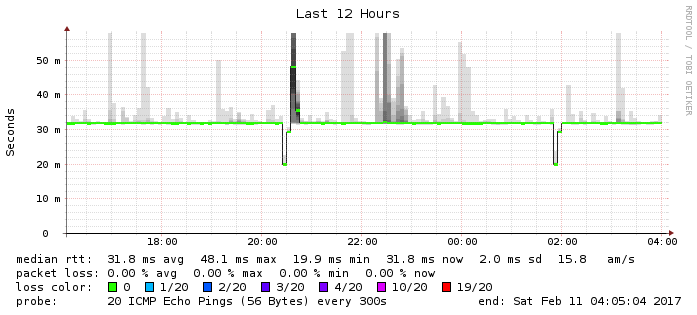 Last 12 Hours
RRDTOOL / TOBI OETIKER
Seconds
50 m
40 m
30 m
20 m
10 m
0
18:00 20:00 22:00 00:00 02:00 04:00
median rtt: 31.8 ms avg 48.1 ms max 19.9 ms min 31.8 ms now 2.0 ms sd 15.8 am/s
packet loss: 0.00 % avg 0.00 % max 0.00 % min 0.00 % now
loss color: 0 1/20 2/20 3/20 4/20 10/20 19/20
probe: 20 ICMP Echo Pings (56 Bytes) every 300s end: Sat Feb 11 04:05:04 2017